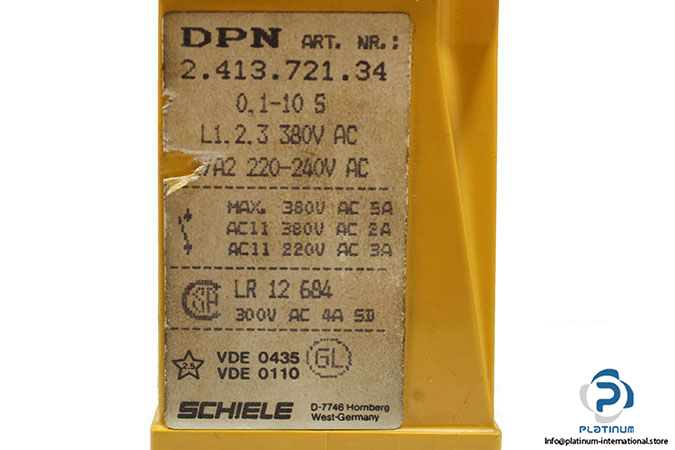 DPN ART. NR.:
2.413.721.34
0,1-10 S
L1,2,3 380V AC
/A2 220-240V AC
MAX. 380V AC 5A
AC11 380V AC 2A
AC11 220V AC 3A
LR 12 684
300V AC 4A SD
2.5
VDE 0435
VDE 0110
GL
SCHIELE
D-7746 Hornberg
West-Germany
PLATINUM
Info@platinum-international.store